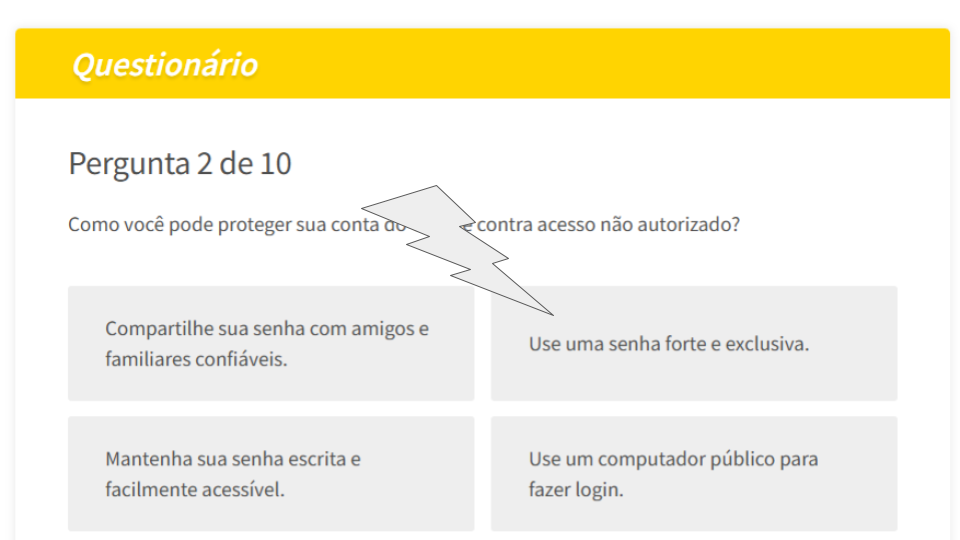 Questionário
Pergunta 2 de 10
Como você pode proteger sua conta contra acesso não autorizado?
Compartilhe sua senha com amigos e
familiares confiáveis.
Use uma senha forte e exclusiva.
Mantenha sua senha escrita e
facilmente acessível.
Use um computador público para
fazer login.